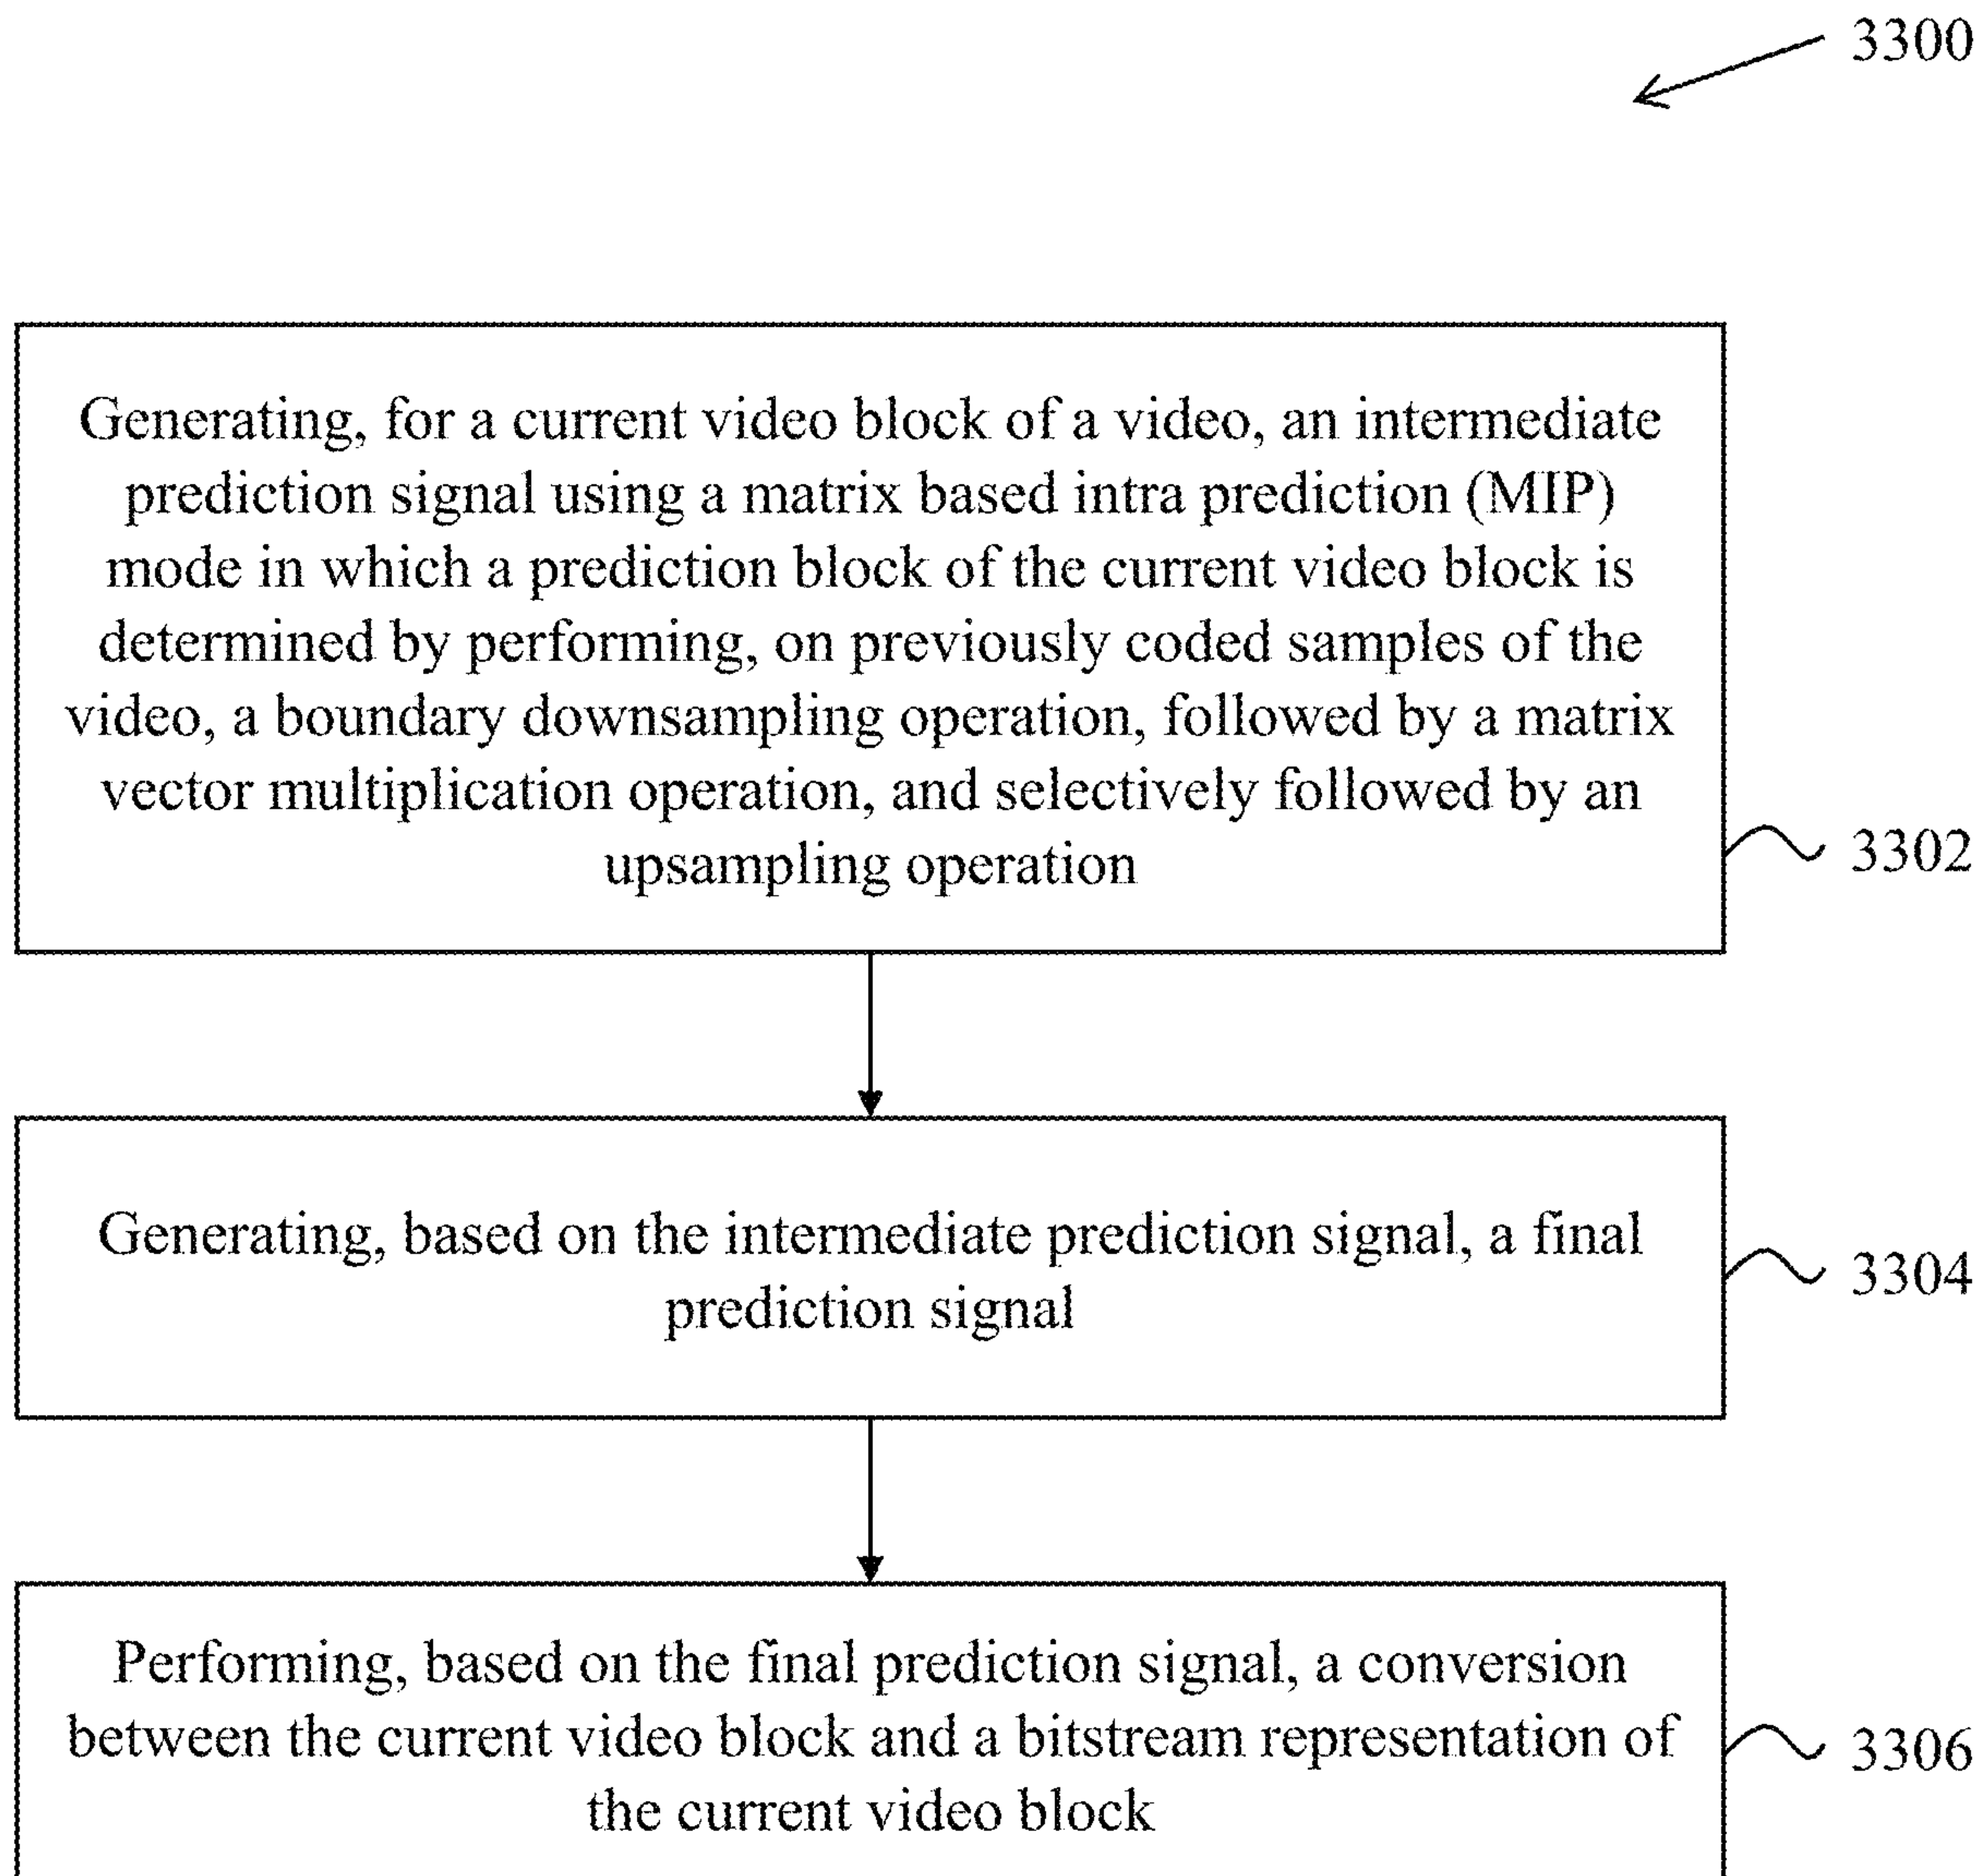 3300
Generating, for a current video block of a video, an intermediate
prediction signal using a matrix based intra prediction (MIP)
mode in which a prediction block of the current video block is
determined by performing, on previously coded samples of the
video, a boundary downsampling operation, followed by a matrix
vector multiplication operation, and selectively followed by an
upsampling operation
3302
Generating, based on the intermediate prediction signal, a final
prediction signal
3304
Performing, based on the final prediction signal, a conversion
between the current video block and a bitstream representation of
the current video block
3306